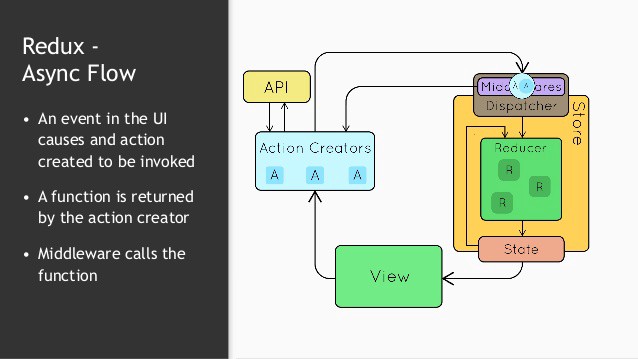 Redux -
Async Flow
• An event in the UI
causes and action
created to be invoked
• A function is returned
by the action creator
• Middleware calls the
function
API
Action Creators
A
A
A
A
A
Dispatcher
Store
Reducer
R
R
R
State
View